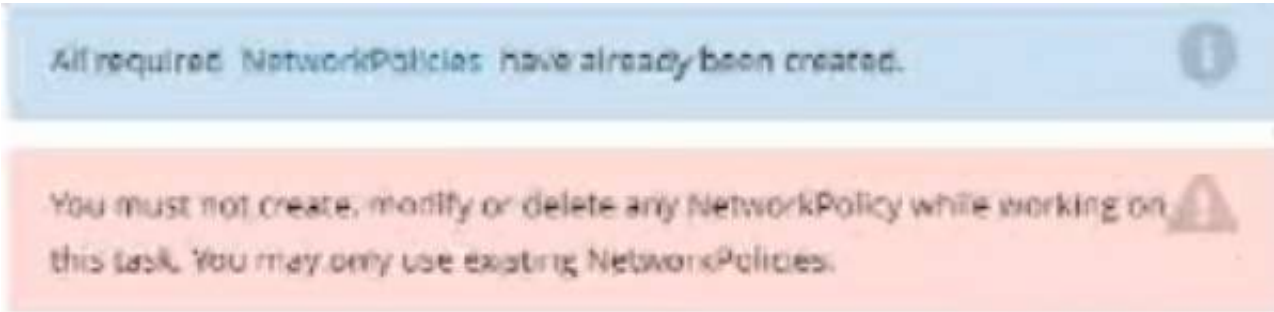 All required NetworkPolicies have already been created.
You must not create, modify or delete any NetworkPolicy while working on
this task. You may only use existing NetworkPolicies.